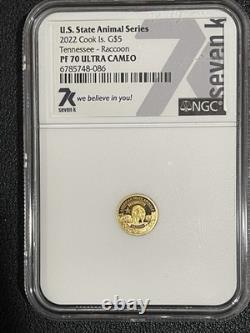 U.S. State Animal Series
2022 Cook Is. G$5
Tennessee - Raccoon
PF 70 ULTRA CAMEO
6785748-086
7K we believe in you!
SEVEN K
7
seven k
NGC